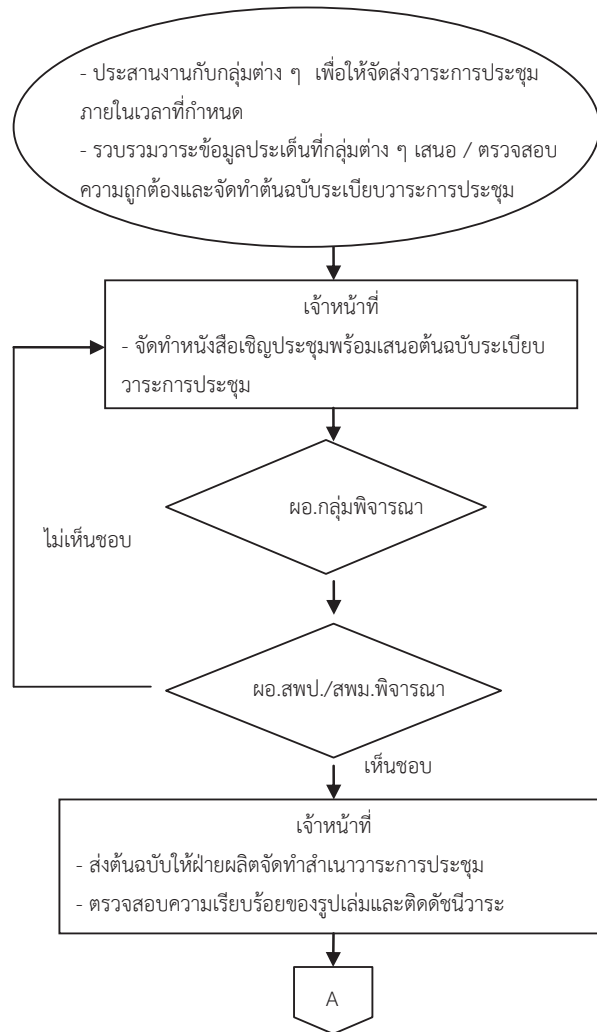 - ประสานงานกับกลุ่มต่าง ๆ เพื่อให้จัดส่งวาระการประชุม
ภายในเวลาที่กำหนด
- รวบรวมวาระข้อมูลประเด็นที่กลุ่มต่าง ๆ เสนอ / ตรวจสอบ
ความถูกต้องและจัดทำต้นฉบับระเบียบวาระการประชุม
เจ้าหน้าที่
- จัดทำหนังสือเชิญประชุมพร้อมเสนอต้นฉบับระเบียบ
วาระการประชุม
ผอ.กลุ่มพิจารณา
ไม่เห็นชอบ
ผอ.สพป./สพม.พิจารณา
เห็นชอบ
เจ้าหน้าที่
- ส่งต้นฉบับให้ฝ่ายผลิตจัดทำสำเนาวาระการประชุม
- ตรวจสอบความเรียบร้อยของรูปเล่มและติดดัชนีวาระ
A